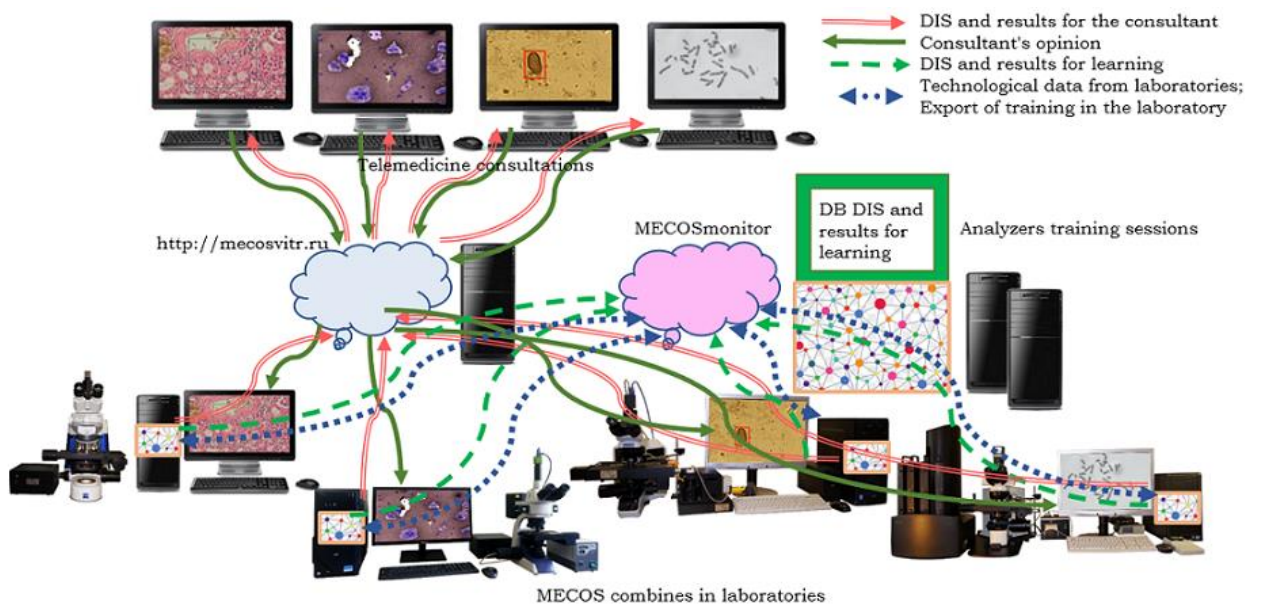 DIS and results for the consultant
Consultant's opinion
DIS and results for learning
Technological data from laboratories;
Export of training in the laboratory
Telemedicine consultations
http://mecosvitr.ru
MECOSmonitor
DB DIS and
results for
learning
Analyzers training sessions
MECOS combines in laboratories